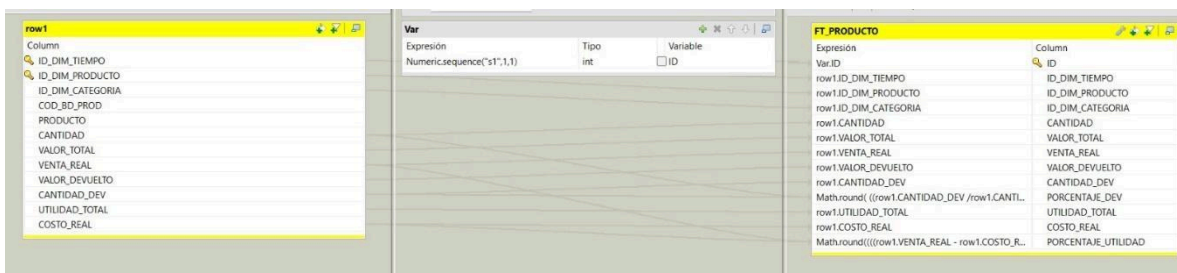 row1
Column
ID_DIM_TIEMPO
ID_DIM_PRODUCTO
ID_DIM_CATEGORIA
COD_BD_PROD
PRODUCTO
CANTIDAD
VALOR_TOTAL
VENTA_REAL
VALOR_DEVUELTO
CANTIDAD_DEV
UTILIDAD_TOTAL
COSTO_REAL
Var
Expresión Tipo Variable
Numeric.sequence("s1",1,1) int ID
FT_PRODUCTO
Expresión Column
Var.ID ID
row1.ID_DIM_TIEMPO ID_DIM_TIEMPO
row1.ID_DIM_PRODUCTO ID_DIM_PRODUCTO
row1.ID_DIM_CATEGORIA ID_DIM_CATEGORIA
row1.CANTIDAD CANTIDAD
row1.VALOR_TOTAL VALOR_TOTAL
row1.VENTA_REAL VENTA_REAL
row1.VALOR_DEVUELTO VALOR_DEVUELTO
row1.CANTIDAD_DEV CANTIDAD_DEV
Math.round( ((row1.CANTIDAD_DEV /row1.CANTI... PORCENTAJE_DEV
row1.UTILIDAD_TOTAL UTILIDAD_TOTAL
row1.COSTO_REAL COSTO_REAL
Math.round((((row1.VENTA_REAL - row1.COSTO_R... PORCENTAJE_UTILIDAD